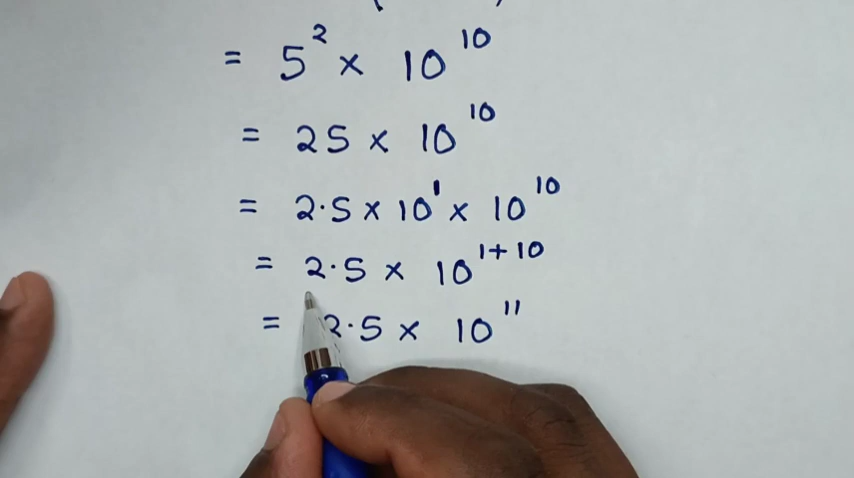 = 5² × 10¹⁰
= 25 × 10¹⁰
= 2·5 × 10¹ × 10¹⁰
= 2·5 × 10¹⁺¹⁰
= 2·5 × 10¹¹